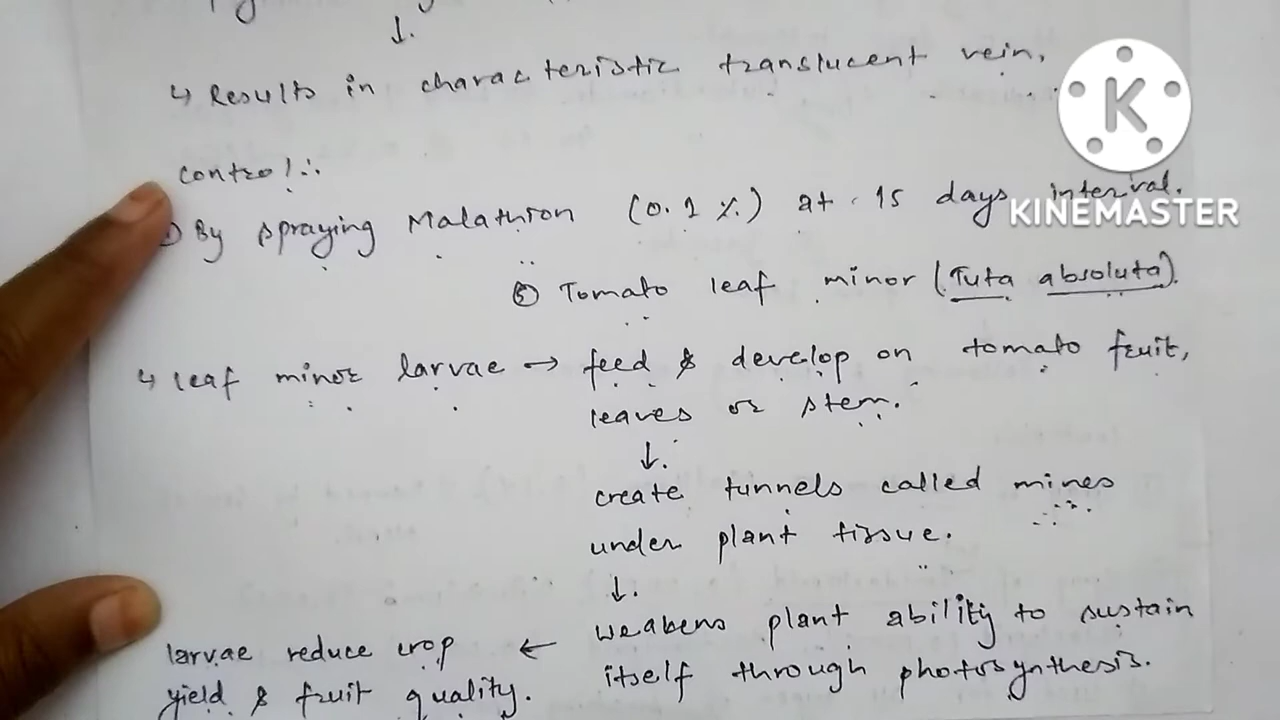 ↓.
↳ Results in characteristic translucent vein.
Control:.
① By spraying Malathion (0.1 %) at 15 days interval.
⑤ Tomato leaf minor (Tuta absoluta).
↳ leaf minor larvae → feed & develop on tomato fruit,
leaves or stem.
↓.
create tunnels called mines
under plant tissue.
↓.
weakens plant ability to sustain
itself through photosynthesis.
larvae reduce crop ←
yield & fruit quality.
K
KINEMASTER